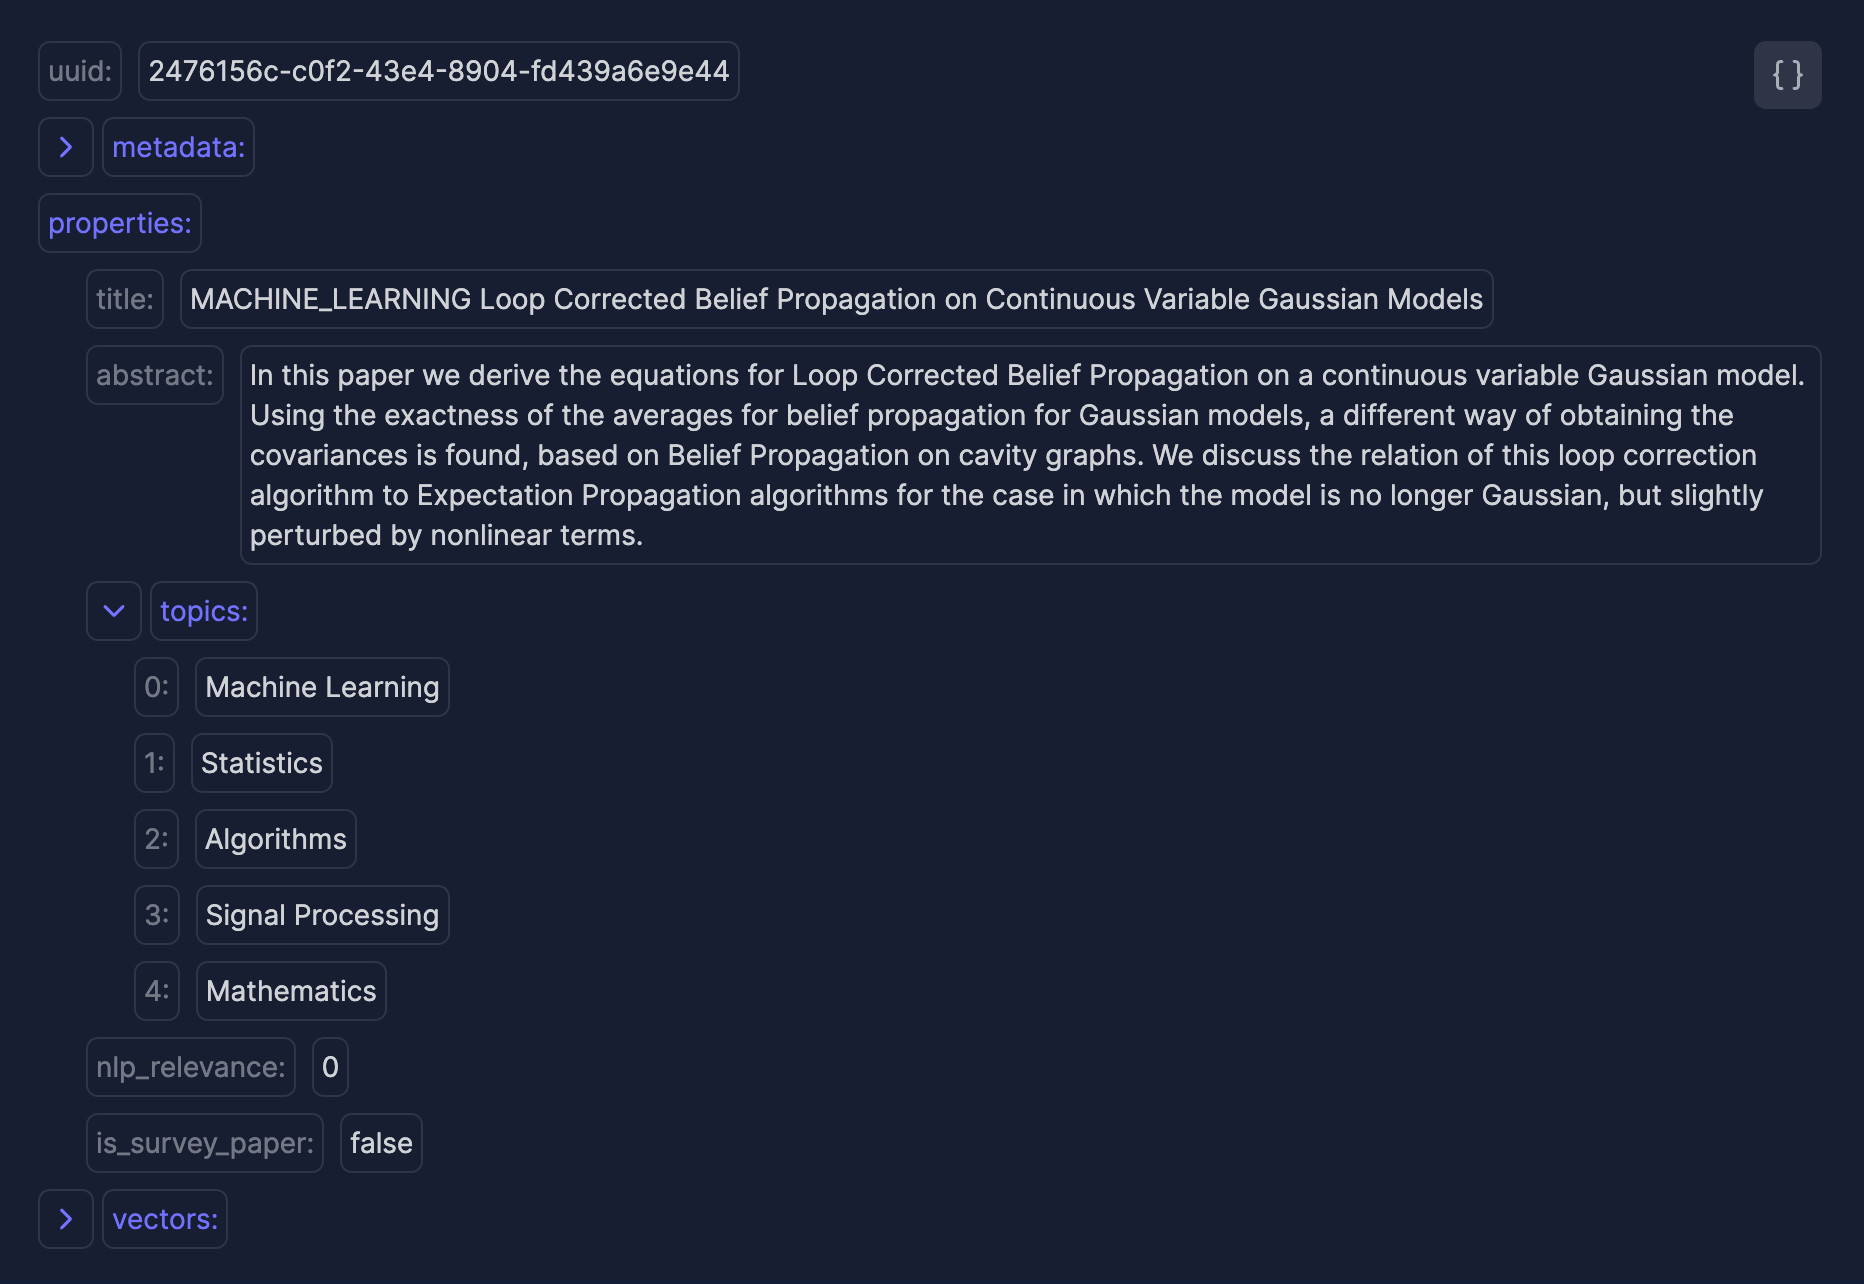 uuid: 2476156c-c0f2-43e4-8904-fd439a6e9e44 {}
metadata:
properties:
title: MACHINE_LEARNING Loop Corrected Belief Propagation on Continuous Variable Gaussian Models
abstract: In this paper we derive the equations for Loop Corrected Belief Propagation on a continuous variable Gaussian model.
Using the exactness of the averages for belief propagation for Gaussian models, a different way of obtaining the
covariances is found, based on Belief Propagation on cavity graphs. We discuss the relation of this loop correction
algorithm to Expectation Propagation algorithms for the case in which the model is no longer Gaussian, but slightly
perturbed by nonlinear terms.
topics:
0: Machine Learning
1: Statistics
2: Algorithms
3: Signal Processing
4: Mathematics
nlp_relevance: 0
is_survey_paper: false
vectors: